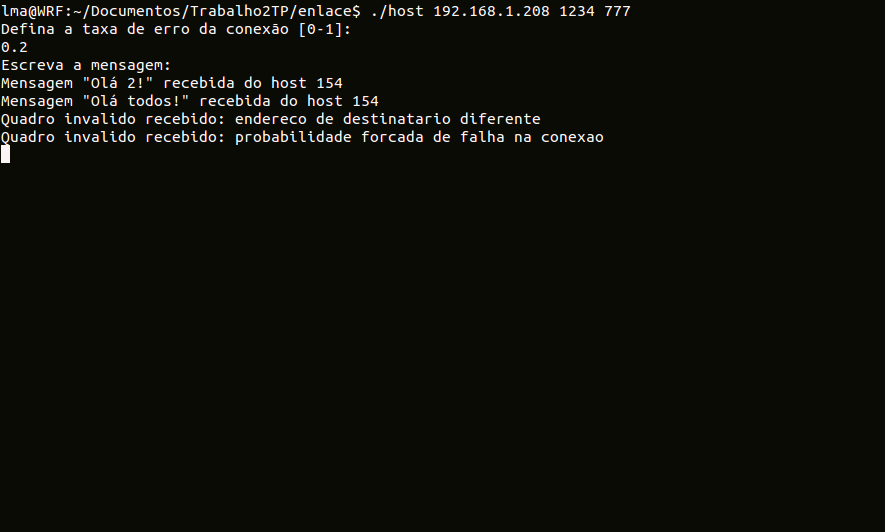 lma@WRF:~/Documentos/Trabalho2TP/enlace$ ./host 192.168.1.208 1234 777
Defina a taxa de erro da conexão [0-1]:
0.2
Escreva a mensagem:
Mensagem "Olá 2!" recebida do host 154
Mensagem "Olá todos!" recebida do host 154
Quadro invalido recebido: endereco de destinatario diferente
Quadro invalido recebido: probabilidade forcada de falha na conexao